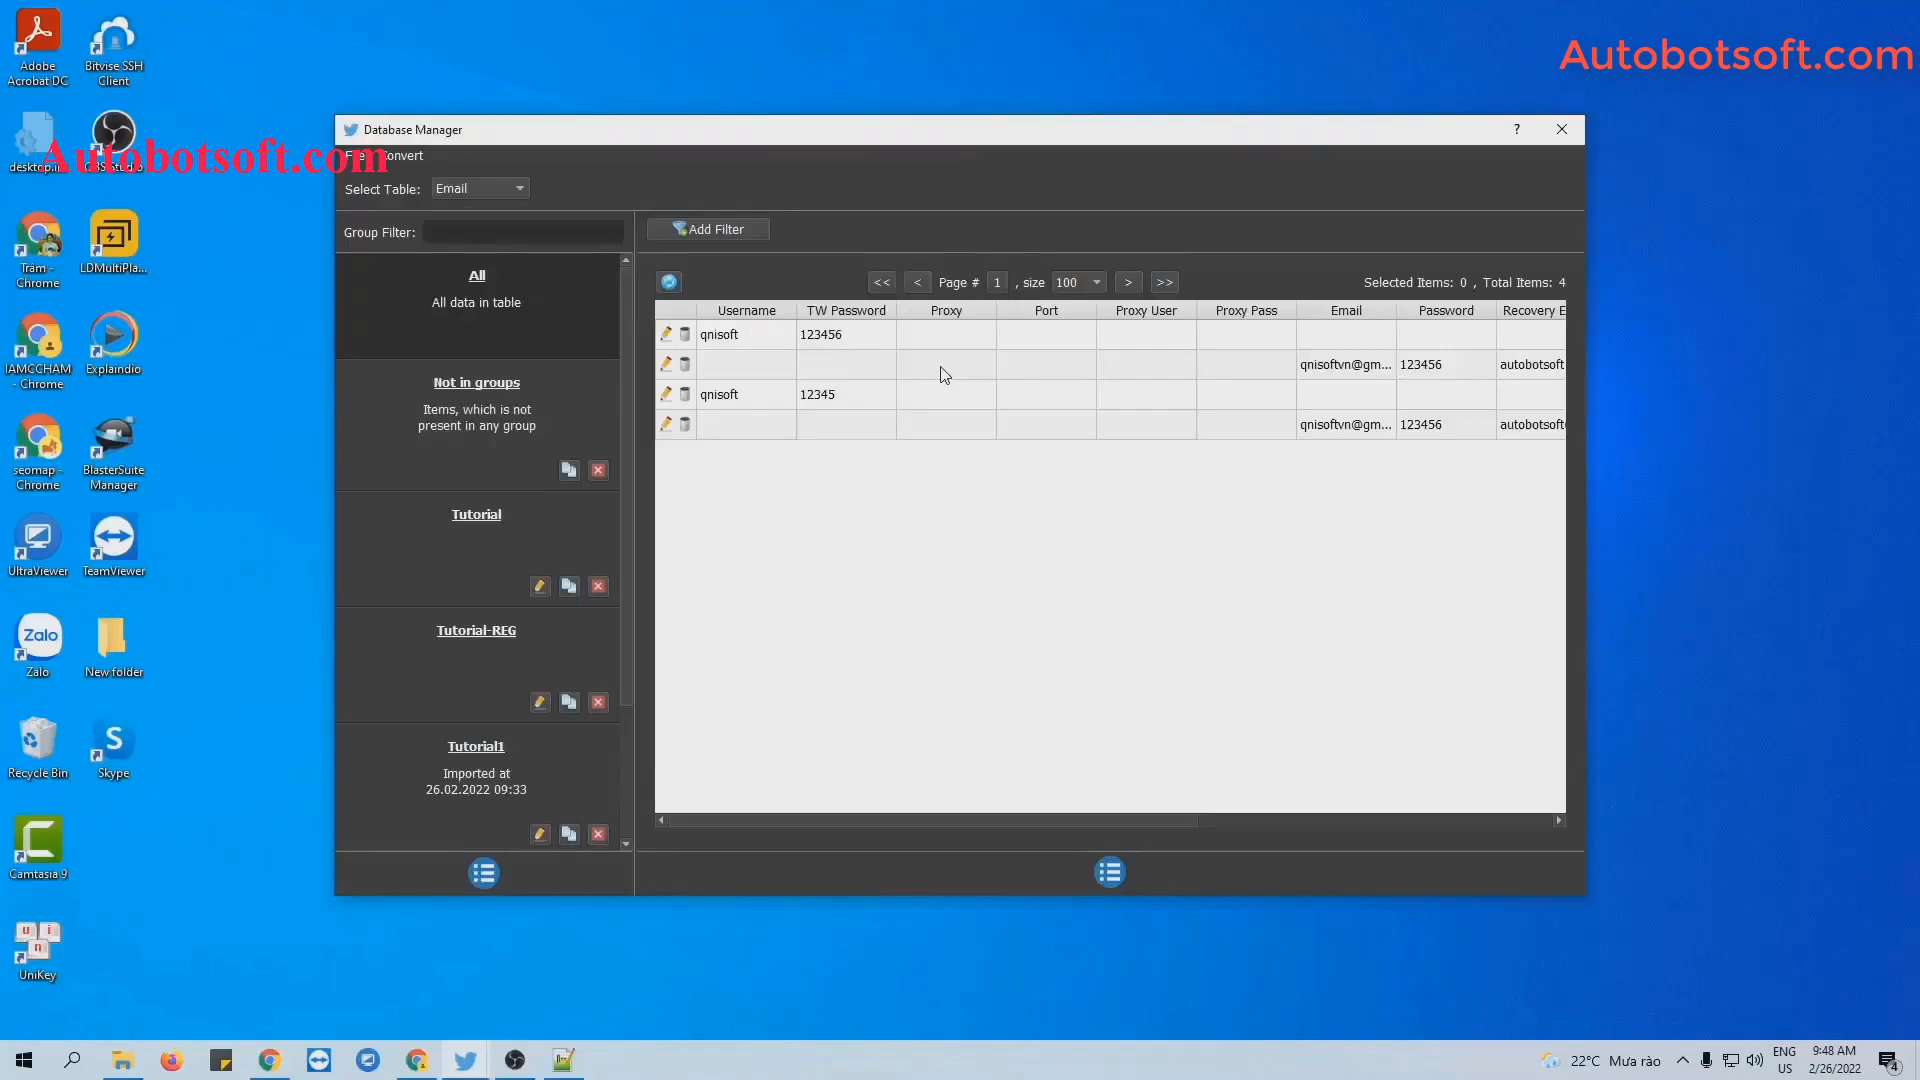 Adobe
Acrobat DC
Bitvise SSH
Client
Autobotsoft.com
Autobotsoft.com
Database Manager
?
Select Table:
Email
Group Filter:
Add Filter
<<
<
Page #
1
, size
100
>
>>
Selected Items: 0 , Total Items: 4
Username
TW Password
Proxy
Port
Proxy User
Proxy Pass
Email
Password
Recovery E
qnisoft
123456
qnisoftvn@gm...
123456
autobotsoft
qnisoft
12345
qnisoftvn@gm...
123456
autobotsoft
All
All data in table
Not in groups
Items, which is not
present in any group
Tutorial
Tutorial-REG
Tutorial1
Imported at
26.02.2022 09:33
Trâm -
Chrome
LDMultiPla...
IAMCCHAM
- Chrome
Explaindio
seomap -
Chrome
BlasterSuite
Manager
UltraViewer
TeamViewer
Zalo
Zalo
New folder
Recycle Bin
Skype
Camtasia 9
u i
n
UniKey
22°C Mưa rào
ENG
US
9:48 AM
2/26/2022
4